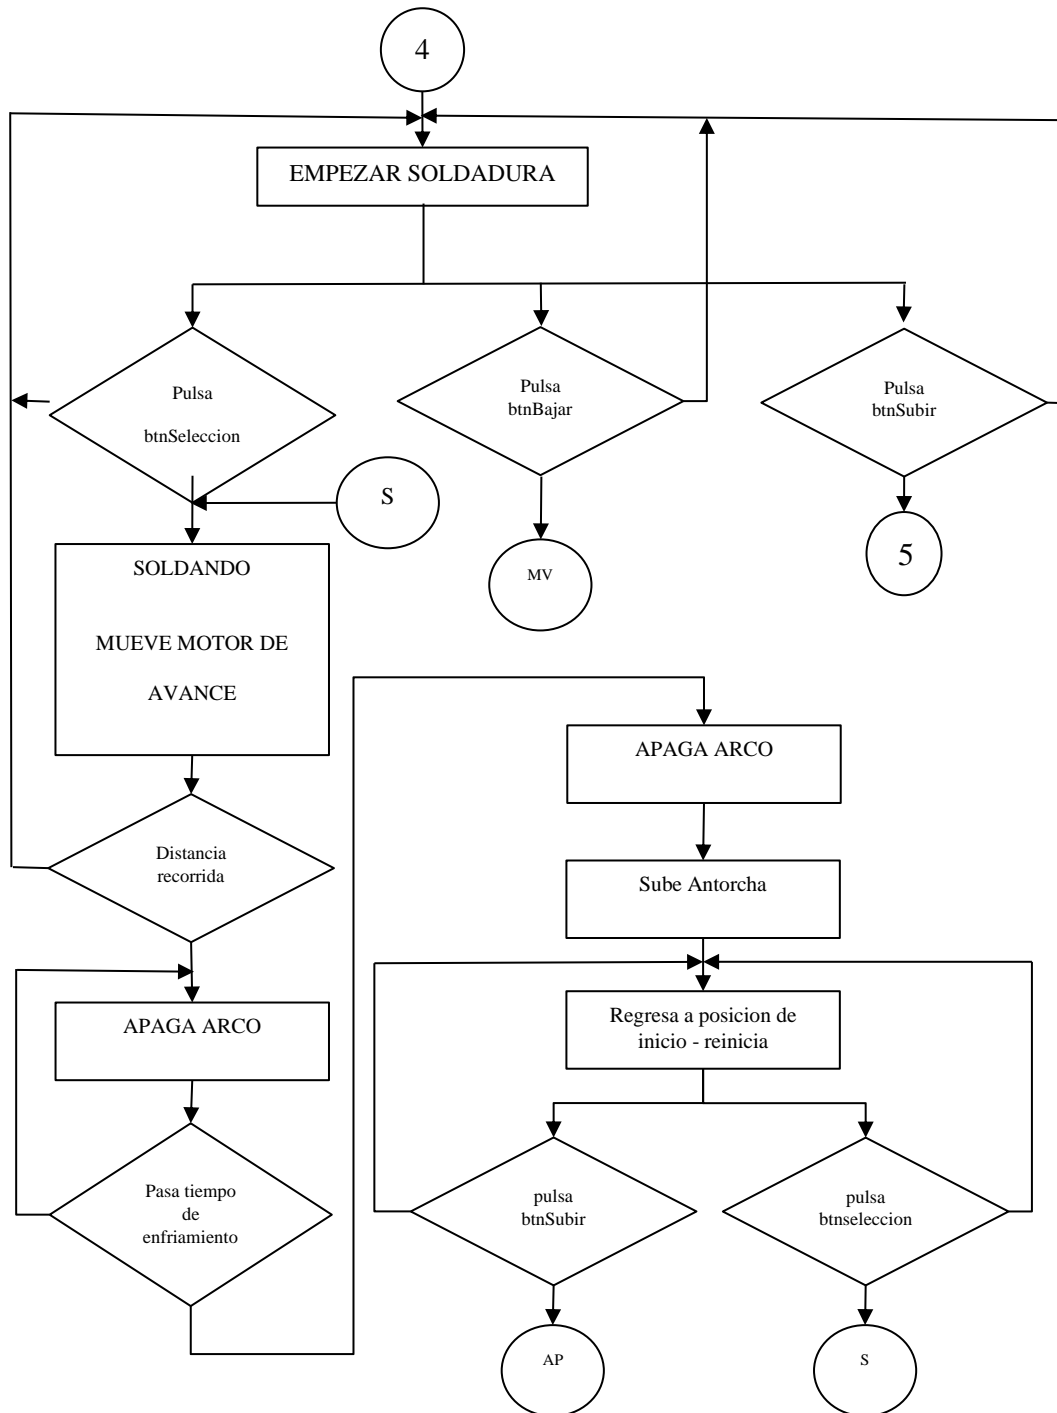 4
EMPEZAR SOLDADURA
Pulsa
btnSeleccion
Pulsa
btnBajar
Pulsa
btnSubir
S
MV
5
SOLDANDO
MUEVE MOTOR DE
AVANCE
APAGA ARCO
Distancia
recorrida
Sube Antorcha
APAGA ARCO
Regresa a posicion de
inicio - reinicia
Pasa tiempo
de
enfriamiento
pulsa
btnSubir
pulsa
btnseleccion
AP
S